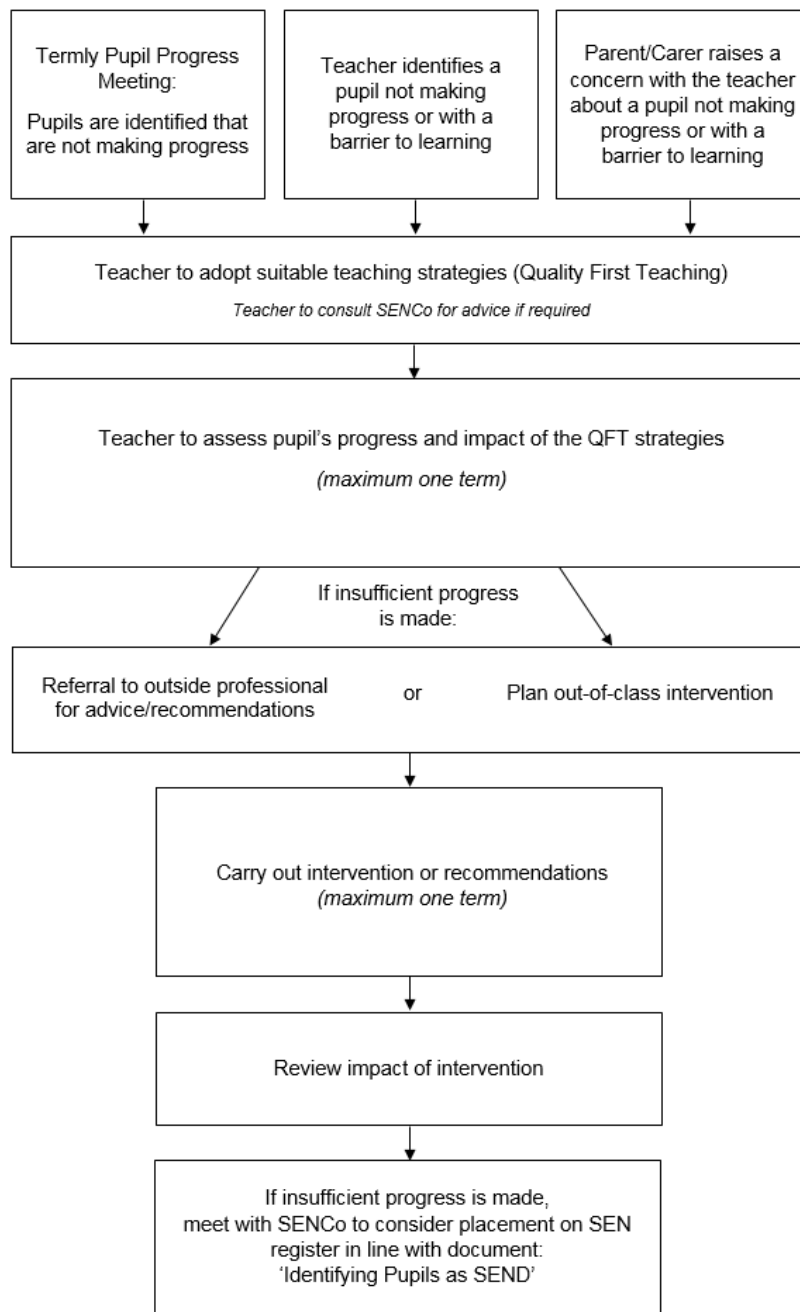 Termly Pupil Progress
Meeting:
Pupils are identified that
are not making progress
Teacher identifies a
pupil not making
progress or with a
barrier to learning
Parent/Carer raises a
concern with the teacher
about a pupil not making
progress or with a
barrier to learning
Teacher to adopt suitable teaching strategies (Quality First Teaching)
Teacher to consult SENCo for advice if required
Teacher to assess pupil’s progress and impact of the QFT strategies
(maximum one term)
If insufficient progress
is made:
Referral to outside professional
for advice/recommendations
or
Plan out-of-class intervention
Carry out intervention or recommendations
(maximum one term)
Review impact of intervention
If insufficient progress is made,
meet with SENCo to consider placement on SEN
register in line with document:
‘Identifying Pupils as SEND’